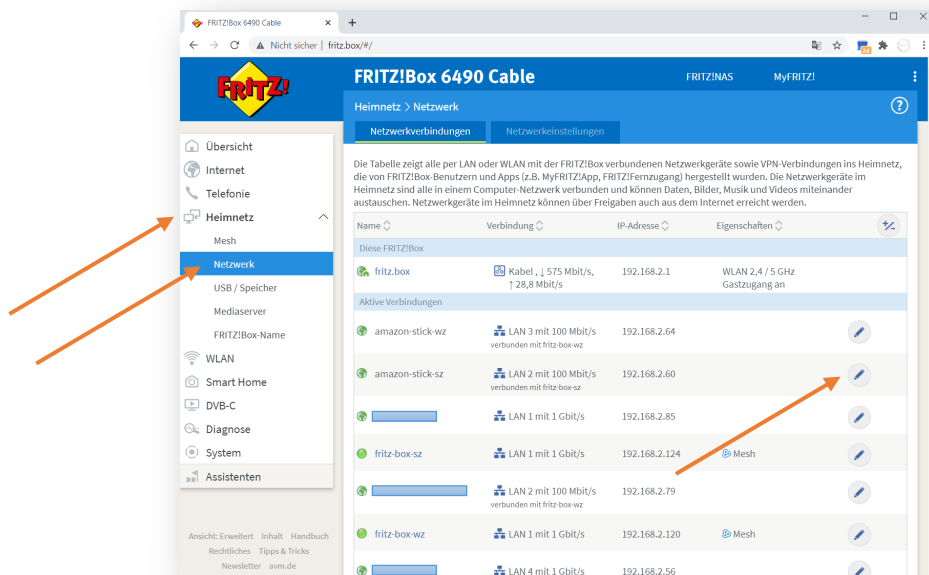 FRITZ!Box 6490 Cable
Nicht sicher | fritz.box/#/
2d
FRITZ!
FRITZ!Box 6490 Cable
FRITZ!NAS
MyFRITZ!
Heimnetz > Netzwerk
Netzwerkverbindungen
Netzwerkeinstellungen
Übersicht
Internet
Telefonie
Heimnetz
Mesh
Netzwerk
USB / Speicher
Mediaserver
FRITZ!Box-Name
WLAN
Smart Home
DVB-C
Diagnose
System
Assistenten
Ansicht: Erweitert Inhalt Handbuch
Rechtliches Tipps & Tricks
Newsletter avm.de
Die Tabelle zeigt alle per LAN oder WLAN mit der FRITZ!Box verbundenen Netzwerkgeräte sowie VPN-Verbindungen ins Heimnetz,
die von FRITZ!Box-Benutzern und Apps (z.B. MyFRITZ!App, FRITZ!Fernzugang) hergestellt wurden. Die Netzwerkgeräte im
Heimnetz sind alle in einem Computer-Netzwerk verbunden und können Daten, Bilder, Musik und Videos miteinander
austauschen. Netzwerkgeräte im Heimnetz können über Freigaben auch aus dem Internet erreicht werden.
Name Verbindung IP-Adresse Eigenschaften
Diese FRITZ!Box
fritz.box Kabel , ↓ 575 Mbit/s, 192.168.2.1 WLAN 2,4 / 5 GHz
↑ 28,8 Mbit/s Gastzugang an
Aktive Verbindungen
amazon-stick-wz LAN 3 mit 100 Mbit/s 192.168.2.64
verbunden mit fritz-box-wz
amazon-stick-sz LAN 2 mit 100 Mbit/s 192.168.2.60
verbunden mit fritz-box-sz
LAN 1 mit 1 Gbit/s 192.168.2.85
fritz-box-sz LAN 1 mit 1 Gbit/s 192.168.2.124 Mesh
LAN 2 mit 100 Mbit/s 192.168.2.79
verbunden mit fritz-box-wz
fritz-box-wz LAN 1 mit 1 Gbit/s 192.168.2.120 Mesh
LAN 4 mit 1 Gbit/s 192.168.2.56